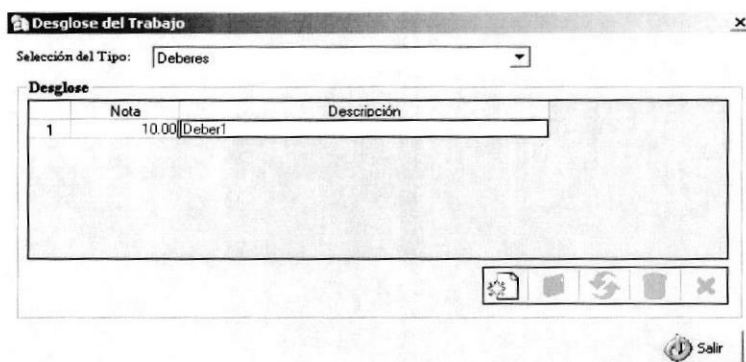 Desglose del Trabajo
Selección del Tipo: Deberes
Desglose
Nota Descripción
1 10.00 Deber1
Salir